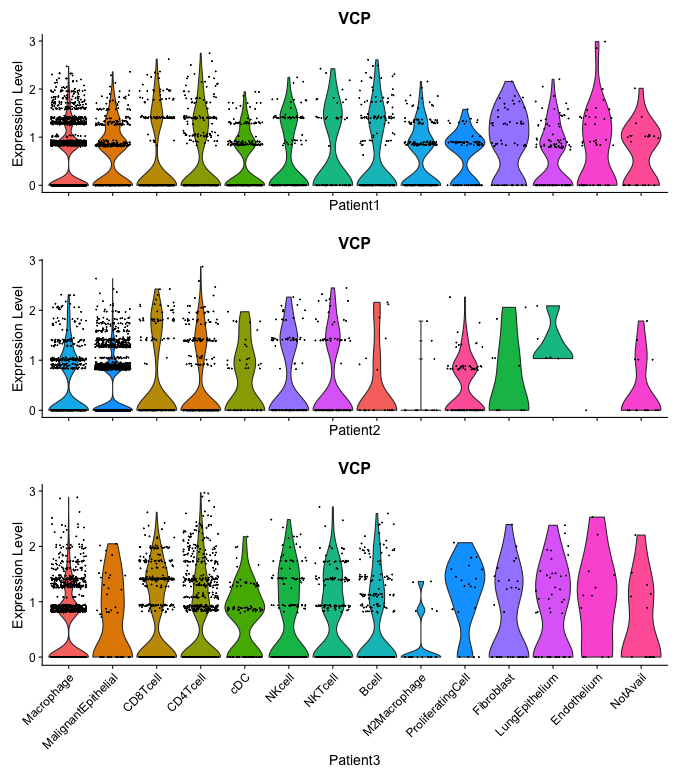 VCP
Expression Level
3
2
1
0
Patient1
VCP
Expression Level
3
2
1
0
Patient2
VCP
Expression Level
3
2
1
0
Macrophage
MalignantEpithelial
CD8Tcell
CD4Tcell
cDC
NKcell
NKTcell
Bcell
M2Macrophage
ProliferatingCell
Fibroblast
LungEpithelium
Endothelium
NotAvail
Patient3